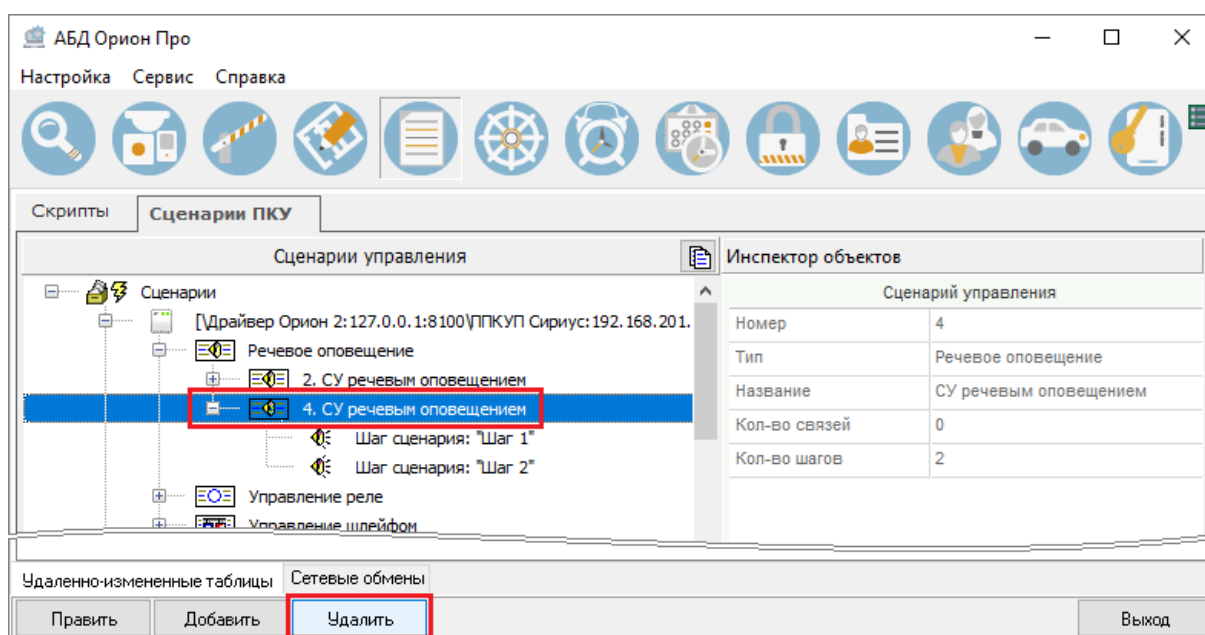 АБД Орион Про
Настройка Сервис Справка
Скрипты Сценарии ПКУ
Сценарии управления
Инспектор объектов
Сценарии
[\Драйвер Орион 2:127.0.0.1:8100\ППКУП Сириус:192.168.201.
Речевое оповещение
2. СУ речевым оповещением
4. СУ речевым оповещением
Шаг сценария: "Шаг 1"
Шаг сценария: "Шаг 2"
Управление реле
Управление шлейфом
Сценарий управления
Номер 4
Тип Речевое оповещение
Название СУ речевым оповещением
Кол-во связей 0
Кол-во шагов 2
Удаленно-измененные таблицы Сетевые обмены
Править Добавить Удалить Выход